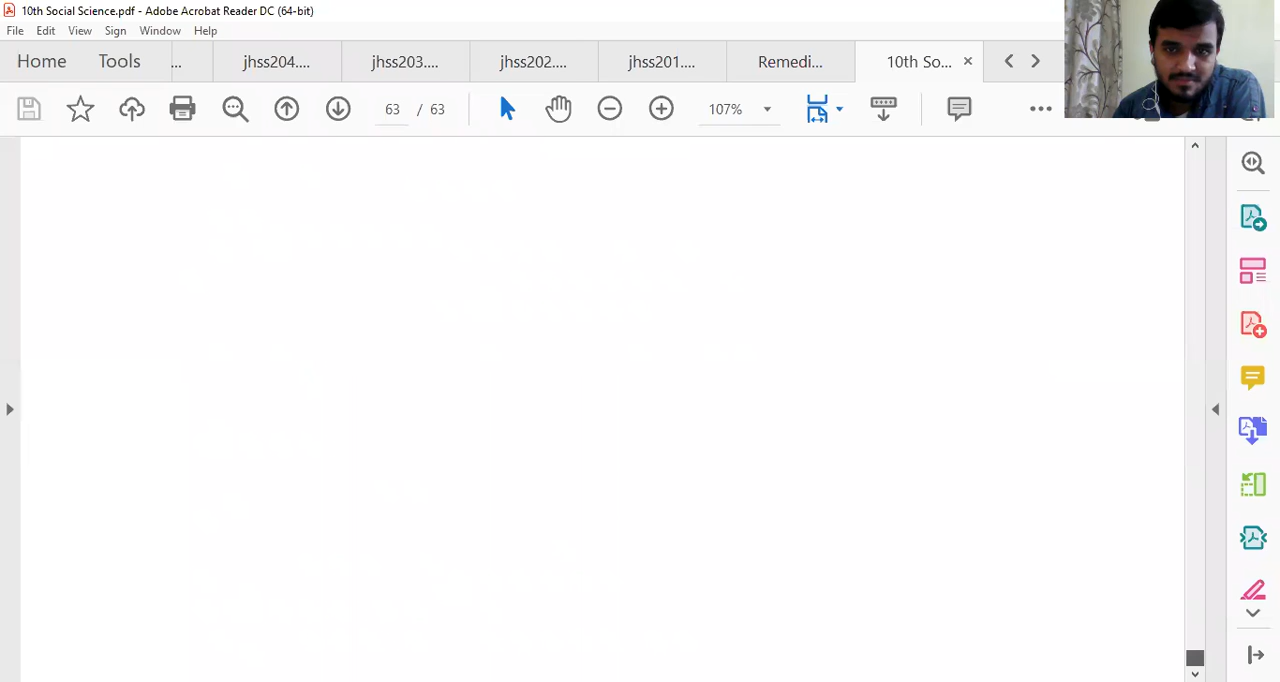 10th Social Science.pdf - Adobe Acrobat Reader DC (64-bit)
File Edit View Sign Window Help
Home Tools ... jhss204.... jhss203.... jhss202.... jhss201.... Remedi... 10th So... ×
63 / 63 107%